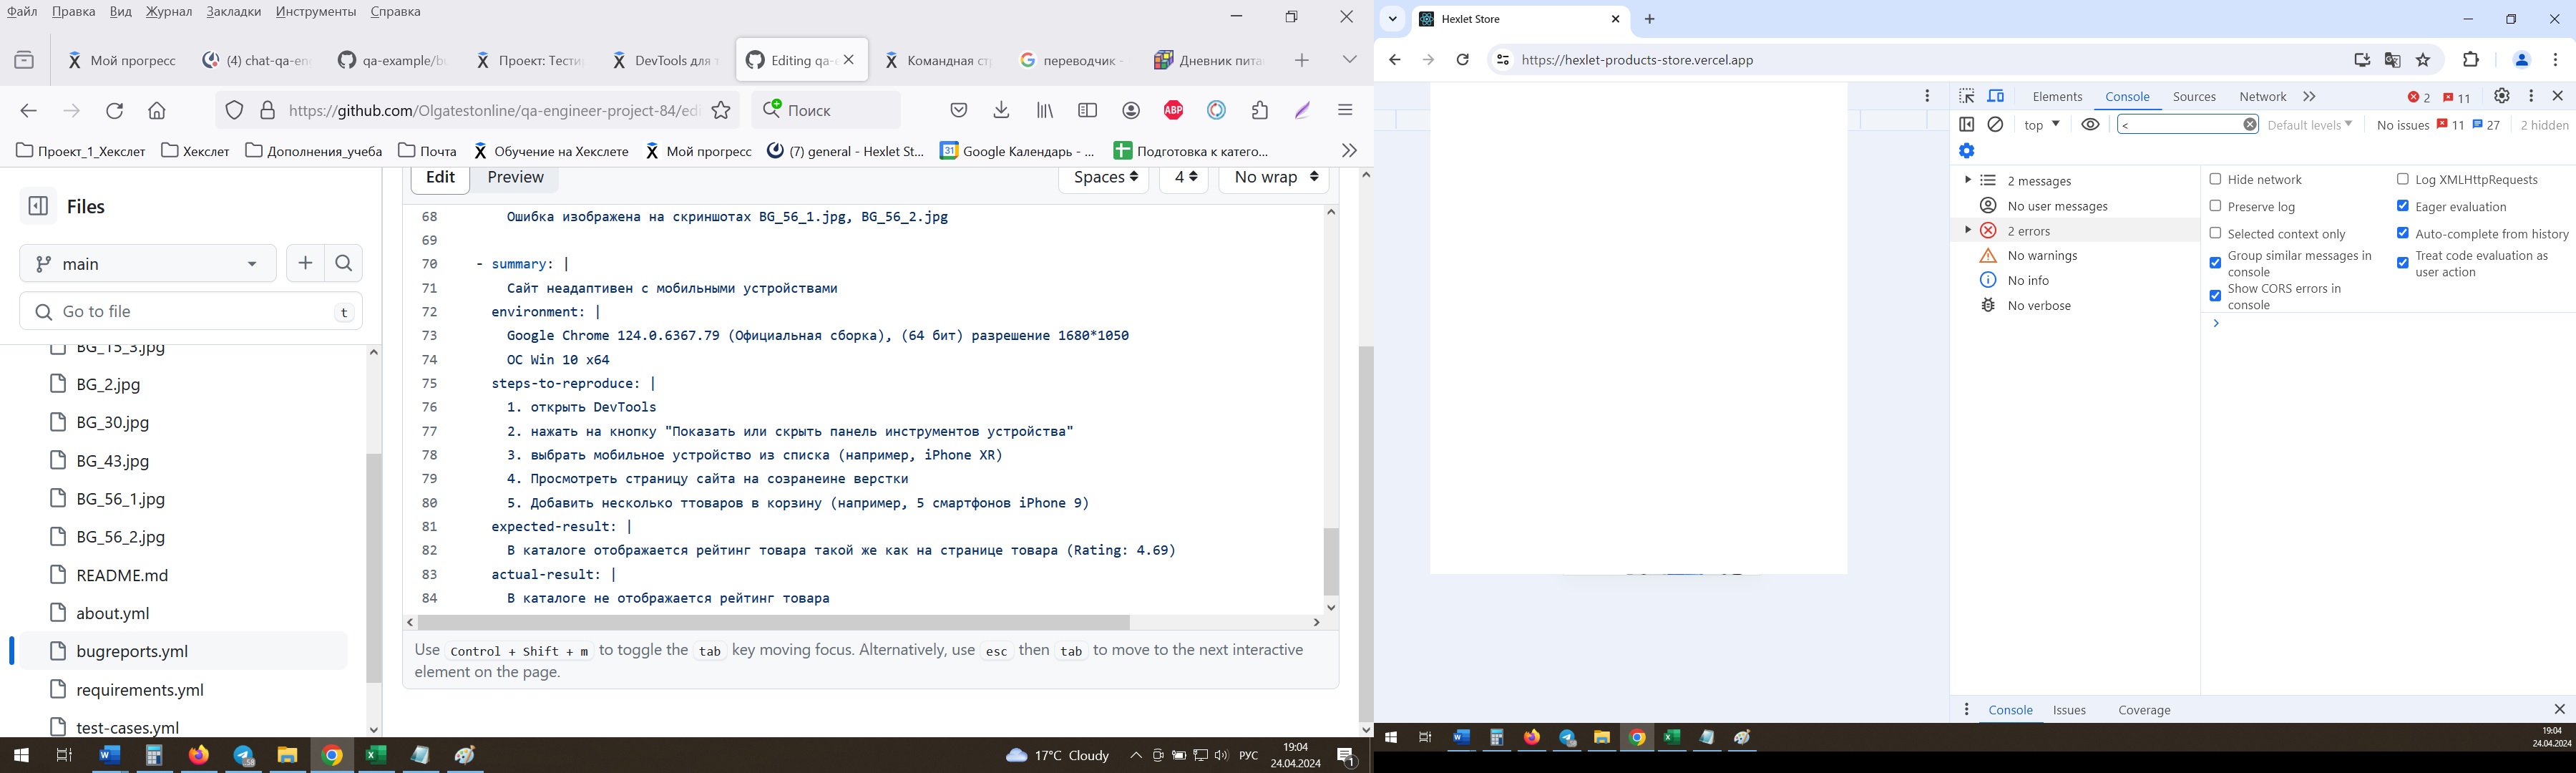 Файл Правка Вид Журнал Закладки Инструменты Справка
Мой прогресс
(4) chat-qa-en
qa-example/b
Проект: Тести
DevTools для т
Editing qa-e
Командная ст
переводчик -
Дневник пита
https://github.com/Olgatestonline/qa-engineer-project-84/edi
Поиск
ABP
Проект_1_Хекслет
Хекслет
Дополнения_учеба
Почта
Обучение на Хекслете
Мой прогресс
(7) general - Hexlet St...
31
Google Календарь - ...
Подготовка к катего...
Files
main
Go to file
t
BG_15_3.jpg
BG_2.jpg
BG_30.jpg
BG_43.jpg
BG_56_1.jpg
BG_56_2.jpg
README.md
about.yml
bugreports.yml
requirements.yml
test-cases.yml
Edit Preview
Spaces 4 No wrap
68 Ошибка изображена на скриншотах BG_56_1.jpg, BG_56_2.jpg
69
70 - summary: |
71 Сайт неадаптивен с мобильными устройствами
72 environment: |
73 Google Chrome 124.0.6367.79 (Официальная сборка), (64 бит) разрешение 1680*1050
74 ОС Win 10 x64
75 steps-to-reproduce: |
76 1. открыть DevTools
77 2. нажать на кнопку "Показать или скрыть панель инструментов устройства"
78 3. выбрать мобильное устройство из списка (например, iPhone XR)
79 4. Просмотреть страницу сайта на созранеине верстки
80 5. Добавить несколько ттоваров в корзину (например, 5 смартфонов iPhone 9)
81 expected-result: |
82 В каталоге отображается рейтинг товара такой же как на странице товара (Rating: 4.69)
83 actual-result: |
84 В каталоге не отображается рейтинг товара
Use Control + Shift + m to toggle the tab key moving focus. Alternatively, use esc then tab to move to the next interactive
element on the page.
17°C Cloudy
РУС
19:04
24.04.2024
1
Hexlet Store
https://hexlet-products-store.vercel.app
Elements Console Sources Network
2 11
top
<
Default levels
No issues 11 27
2 hidden
2 messages
No user messages
2 errors
No warnings
No info
No verbose
Hide network
Log XMLHttpRequests
Preserve log
Eager evaluation
Selected context only
Auto-complete from history
Group similar messages in
console
Treat code evaluation as
user action
Show CORS errors in
console
Console Issues Coverage
19:04
24.04.2024